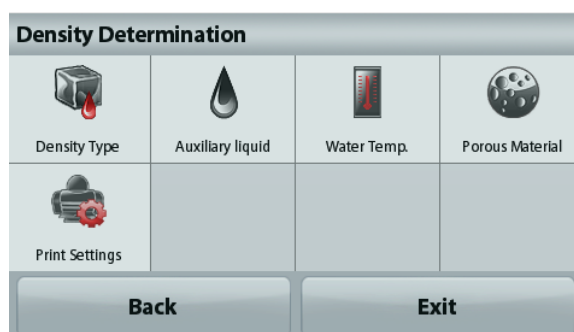 Density Determination
Density Type
Auxiliary liquid
Water Temp.
Porous Material
Print Settings
Back
Exit